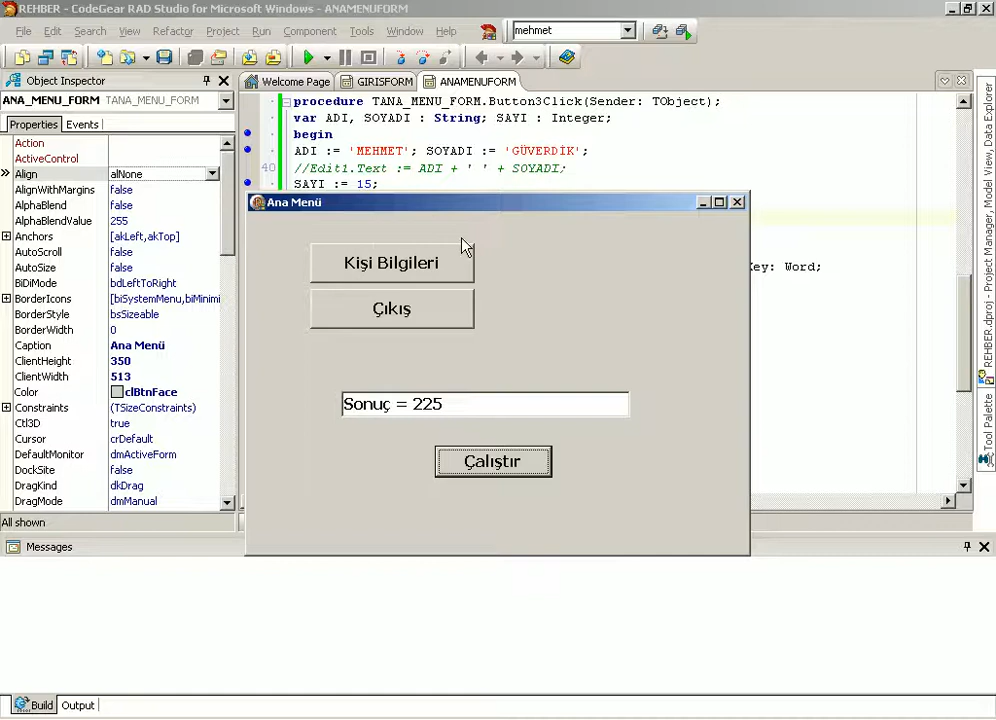 REHBER - CodeGear RAD Studio for Microsoft Windows - ANAMENUFORM
File Edit Search View Refactor Project Run Component Tools Window Help
mehmet
Object Inspector
Welcome Page GIRISFORM ANAMENUFORM
ANA_MENU_FORM TANA_MENU_FORM
Properties Events
Action
ActiveControl
Align alNone
AlignWithMargins false
AlphaBlend false
AlphaBlendValue 255
Anchors [akLeft,akTop]
AutoScroll false
AutoSize false
BiDiMode bdLeftToRight
BorderIcons [biSystemMenu,biMinimi
BorderStyle bsSizeable
BorderWidth 0
Caption Ana Menü
ClientHeight 350
ClientWidth 513
Color clBtnFace
Constraints (TSizeConstraints)
Ctl3D true
Cursor crDefault
DefaultMonitor dmActiveForm
DockSite false
DragKind dkDrag
DragMode dmManual
All shown
procedure TANA_MENU_FORM.Button3Click(Sender: TObject);
var ADI, SOYADI : String; SAYI : Integer;
begin
ADI := 'MEHMET'; SOYADI := 'GÜVERDİK';
40 //Edit1.Text := ADI + ' ' + SOYADI;
SAYI := 15;
Key: Word;
Ana Menü
Kişi Bilgileri
Çıkış
Sonuç = 225
Çalıştır
REHBER.dproj - Project Manager, Model View, Data Explorer
Tool Palette
Messages
Build Output